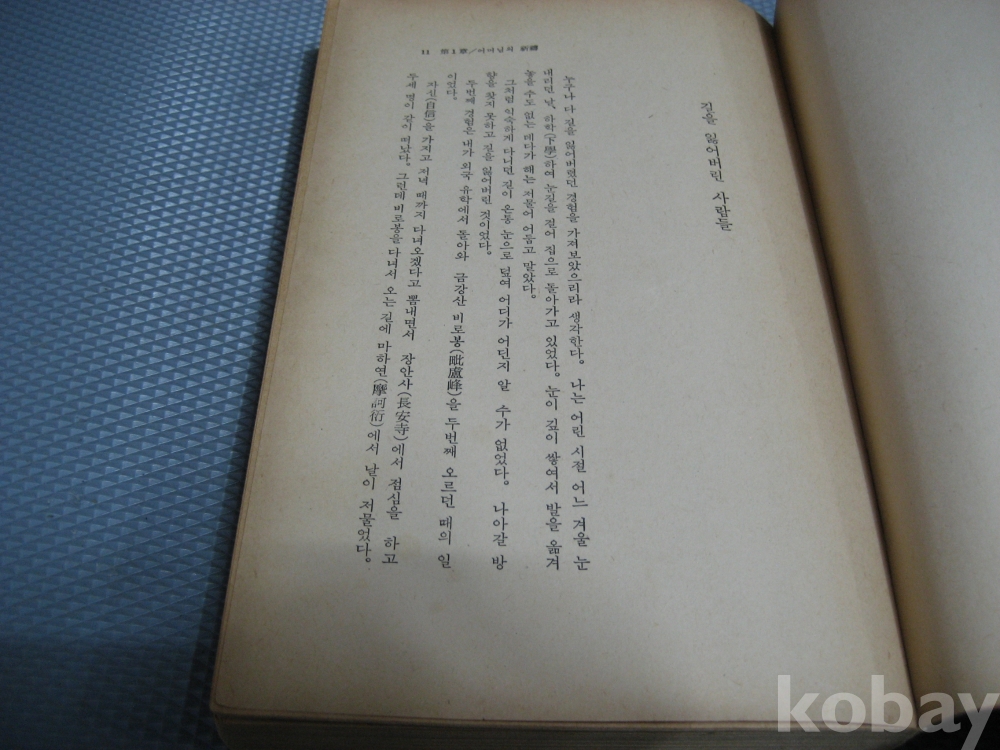 길을 잃어버린 사람들
누구나 다 길을 잃어버렸던 경험을 가져보았으리라 생각한다. 나는 어린 시절 어느 겨울 눈
내리던 날, 하학(下學)하여 눈길을 걸어 집으로 돌아가고 있었다. 눈이 깊이 쌓여서 발을 옮겨
놓을 수도 없는 데다가 해는 저물어 어둡고 말았다.
그처럼 익숙하게 다니던 길이 온통 눈으로 덮여 어디가 어딘지 알 수가 없었다. 나아갈 방
향을 찾지 못하고 길을 잃어버린 것이었다.
두번째 경험은 내가 외국 유학에서 돌아와 금강산 비로봉(毗盧峰)을 두번째 오르던 때의 일
이었다.
자신(自信)을 가지고 저녁 때까지 다녀오겠다고 뽐내면서 장안사(長安寺)에서 점심을 하고
두세 명이 같이 떠났다. 그런데 비로봉을 다녀서 오는 길에 마하연(摩訶衍)에서 날이 저물었다.
11 第1章/어머님의 祈禱
kobay